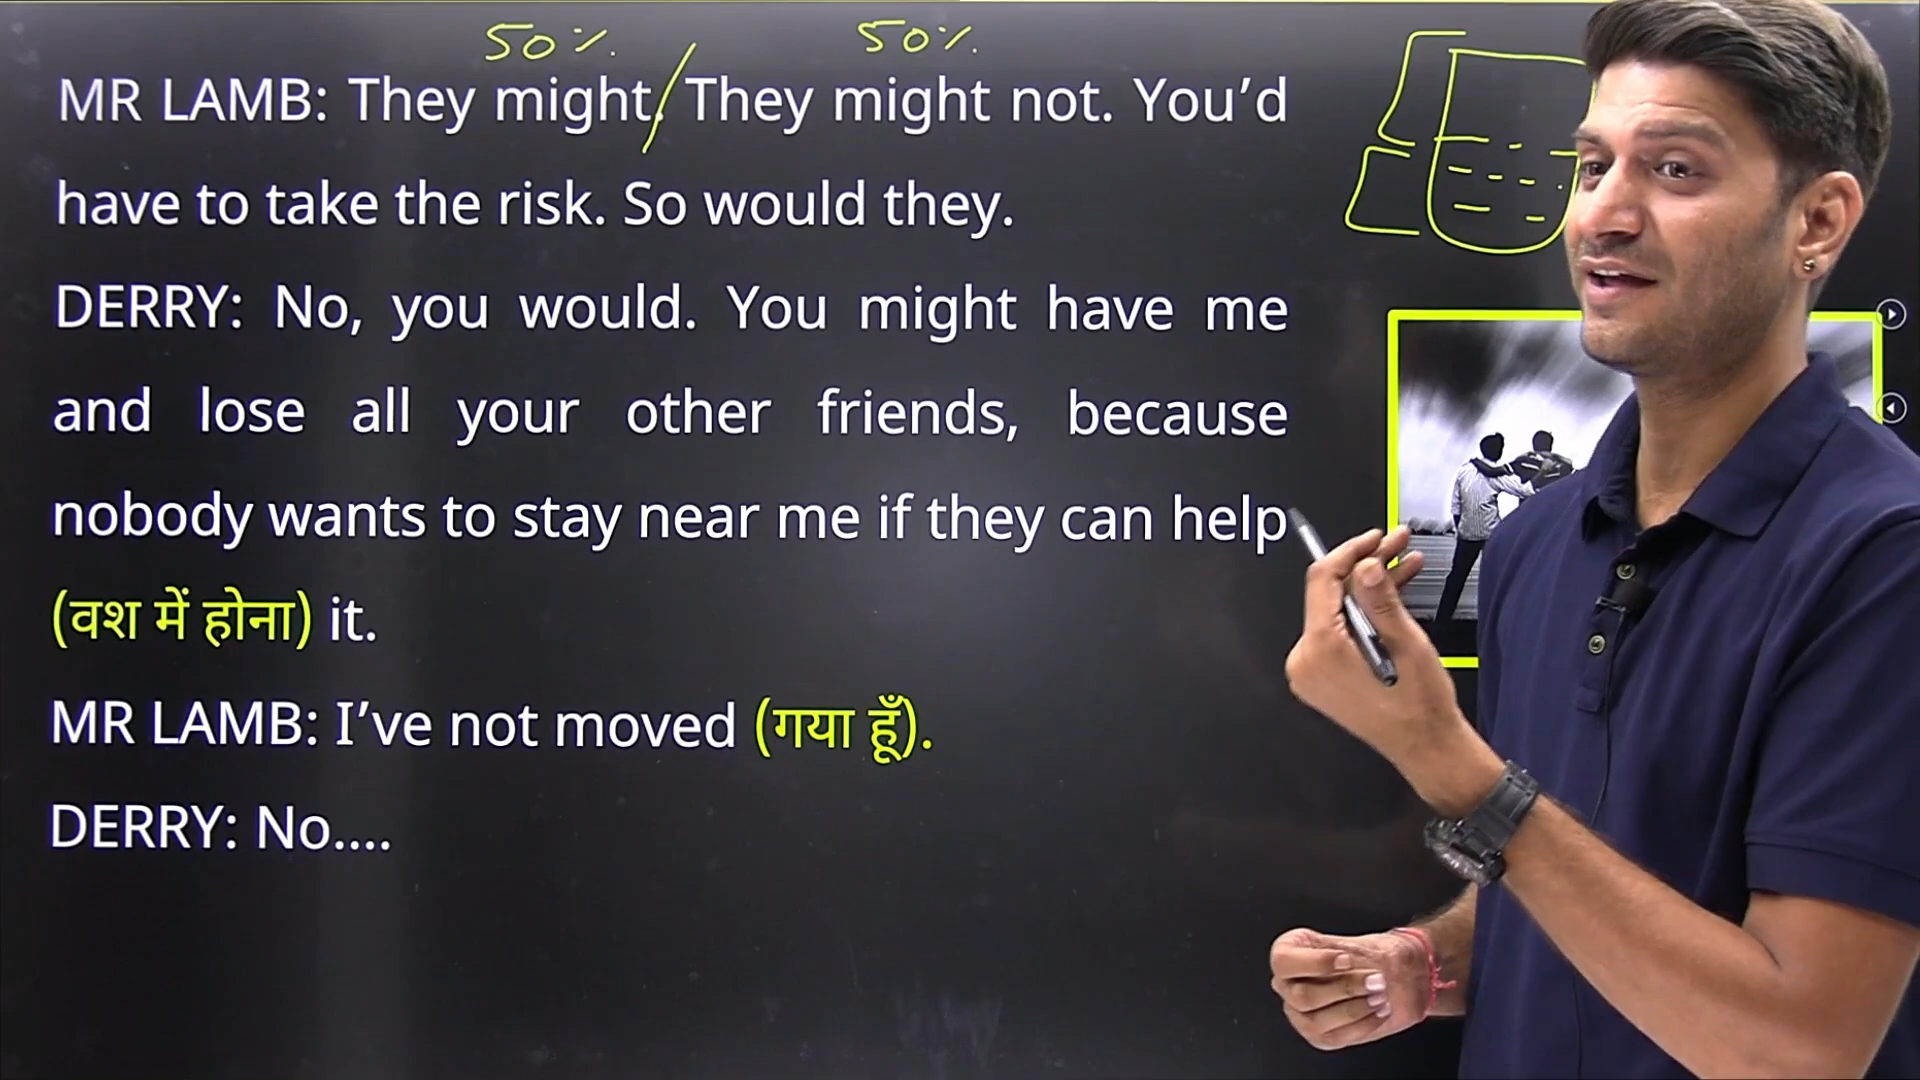 50%. 50%.
MR LAMB: They might. They might not. You’d
have to take the risk. So would they.
DERRY: No, you would. You might have me
and lose all your other friends, because
nobody wants to stay near me if they can help
(वश में होना) it.
MR LAMB: I’ve not moved (गया हूँ).
DERRY: No....